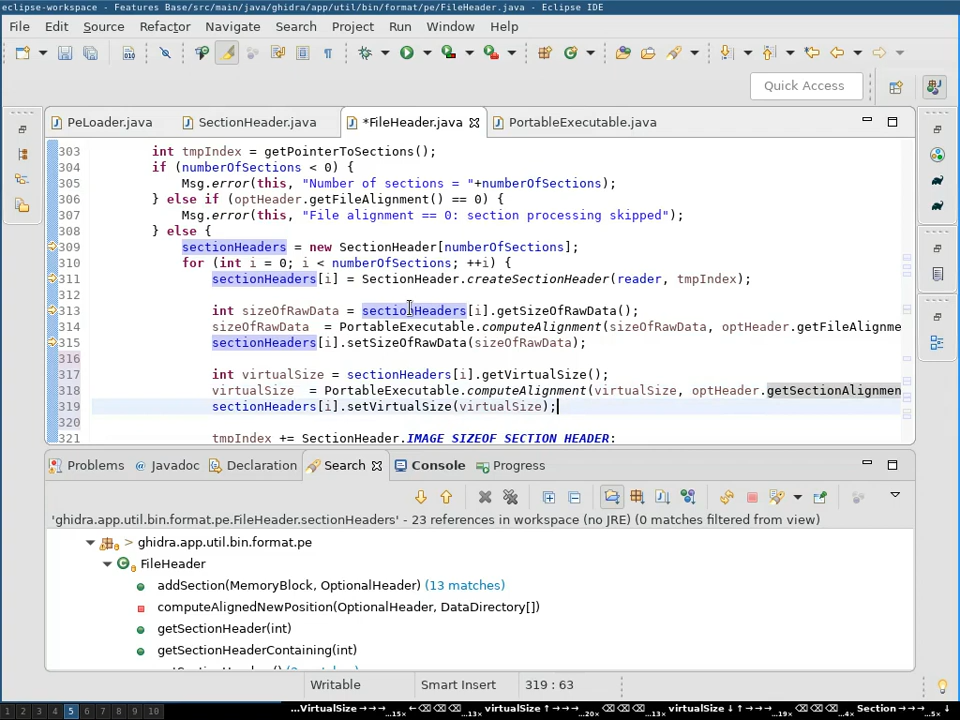 eclipse-workspace - Features Base/src/main/java/ghidra/app/util/bin/format/pe/FileHeader.java - Eclipse IDE
File Edit Source Refactor Navigate Search Project Run Window Help
Quick Access
PeLoader.java SectionHeader.java *FileHeader.java PortableExecutable.java
303 int tmpIndex = getPointerToSections();
304 if (numberOfSections < 0) {
305 Msg.error(this, "Number of sections = "+numberOfSections);
306 } else if (optHeader.getFileAlignment() == 0) {
307 Msg.error(this, "File alignment == 0: section processing skipped");
308 } else {
309 sectionHeaders = new SectionHeader[numberOfSections];
310 for (int i = 0; i < numberOfSections; ++i) {
311 sectionHeaders[i] = SectionHeader.createSectionHeader(reader, tmpIndex);
312
313 int sizeOfRawData = sectionHeaders[i].getSizeOfRawData();
314 sizeOfRawData = PortableExecutable.computeAlignment(sizeOfRawData, optHeader.getFileAlignme
315 sectionHeaders[i].setSizeOfRawData(sizeOfRawData);
316
317 int virtualSize = sectionHeaders[i].getVirtualSize();
318 virtualSize = PortableExecutable.computeAlignment(virtualSize, optHeader.getSectionAlignmen
319 sectionHeaders[i].setVirtualSize(virtualSize);
320
321 tmpIndex += SectionHeader.IMAGE_SIZEOF_SECTION_HEADER;
Problems Javadoc Declaration Search Console Progress
'ghidra.app.util.bin.format.pe.FileHeader.sectionHeaders' - 23 references in workspace (no JRE) (0 matches filtered from view)
> ghidra.app.util.bin.format.pe
FileHeader
addSection(MemoryBlock, OptionalHeader) (13 matches)
computeAlignedNewPosition(OptionalHeader, DataDirectory[])
getSectionHeader(int)
getSectionHeaderContaining(int)
Writable Smart Insert 319 : 63
1 2 3 4 5 6 7 8 9 10 ...VirtualSize→→→...15× ←⌫⌫⌫...13× virtualSize↑→→→...20× ⌫⌫⌫...13× virtualSize↓↑→→→...19× ⌫⌫⌫...4× Section→→→...5× ↓